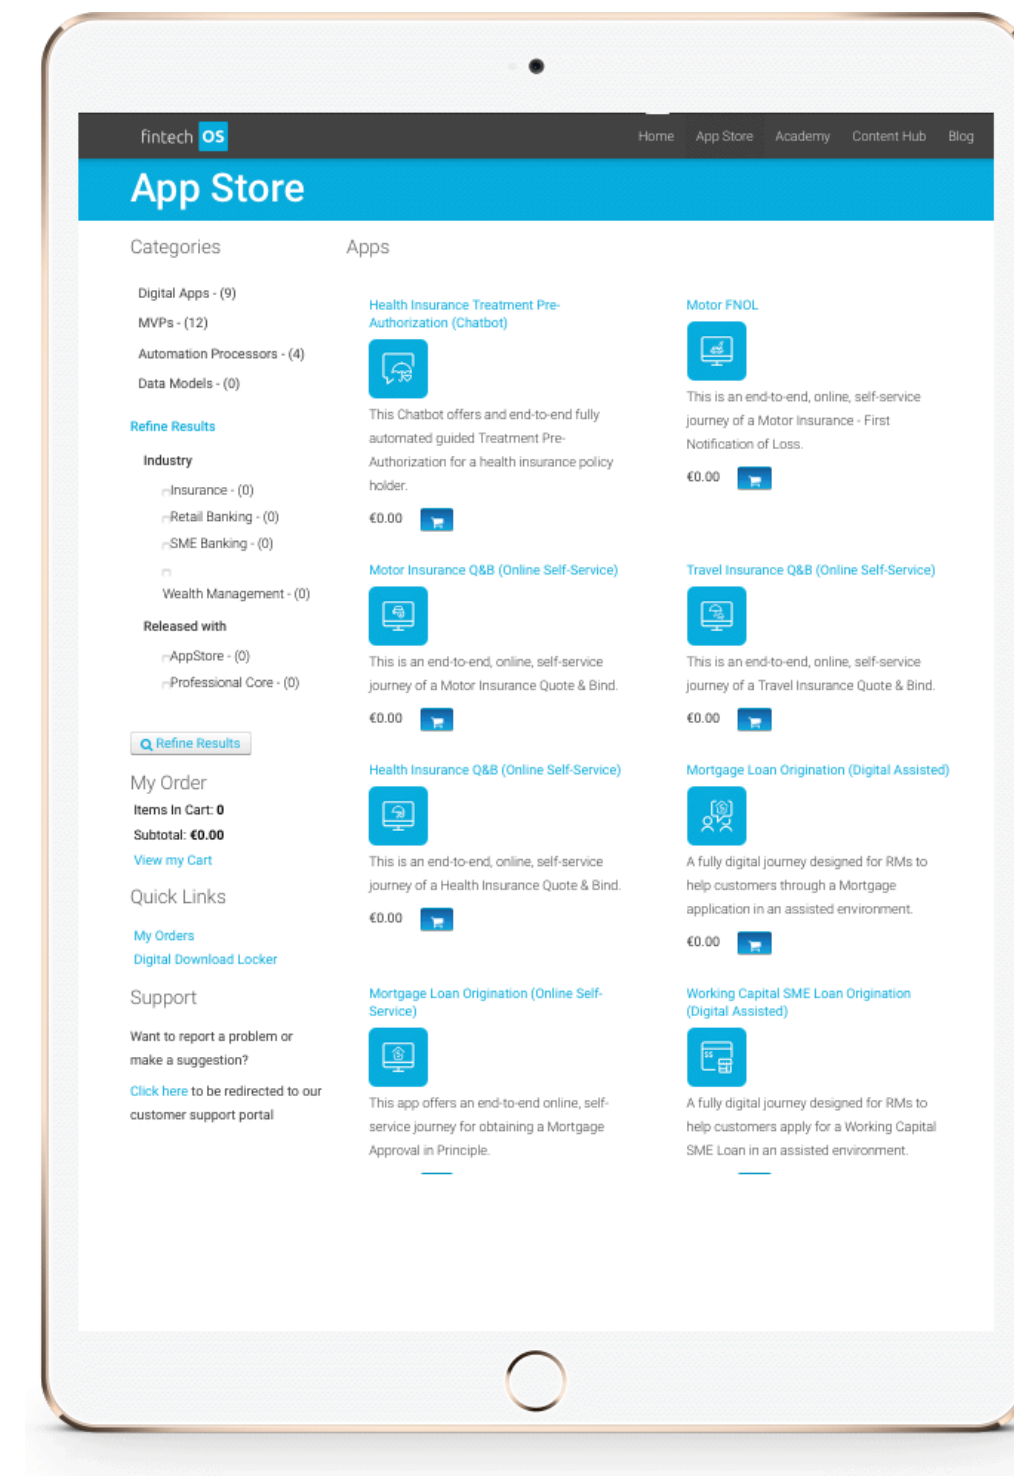 fintech OS
Home App Store Academy Content Hub Blog
App Store
Categories
Digital Apps - (9)
MVPs - (12)
Automation Processors - (4)
Data Models - (0)
Refine Results
Industry
Insurance - (0)
Retail Banking - (0)
SME Banking - (0)
Wealth Management - (0)
Released with
AppStore - (0)
Professional Core - (0)
Refine Results
My Order
Items In Cart: 0
Subtotal: €0.00
View my Cart
Quick Links
My Orders
Digital Download Locker
Support
Want to report a problem or
make a suggestion?
Click here to be redirected to our
customer support portal
Apps
Health Insurance Treatment Pre-
Authorization (Chatbot)
This Chatbot offers and end-to-end fully
automated guided Treatment Pre-
Authorization for a health insurance policy
holder.
€0.00
Motor FNOL
This is an end-to-end, online, self-service
journey of a Motor Insurance - First
Notification of Loss.
€0.00
Motor Insurance Q&B (Online Self-Service)
This is an end-to-end, online, self-service
journey of a Motor Insurance Quote & Bind.
€0.00
Travel Insurance Q&B (Online Self-Service)
This is an end-to-end, online, self-service
journey of a Travel Insurance Quote & Bind.
€0.00
Health Insurance Q&B (Online Self-Service)
This is an end-to-end, online, self-service
journey of a Health Insurance Quote & Bind.
€0.00
Mortgage Loan Origination (Digital Assisted)
A fully digital journey designed for RMs to
help customers through a Mortgage
application in an assisted environment.
€0.00
Mortgage Loan Origination (Online Self-
Service)
This app offers an end-to-end online, self-
service journey for obtaining a Mortgage
Approval in Principle.
Working Capital SME Loan Origination
(Digital Assisted)
$$
A fully digital journey designed for RMs to
help customers apply for a Working Capital
SME Loan in an assisted environment.